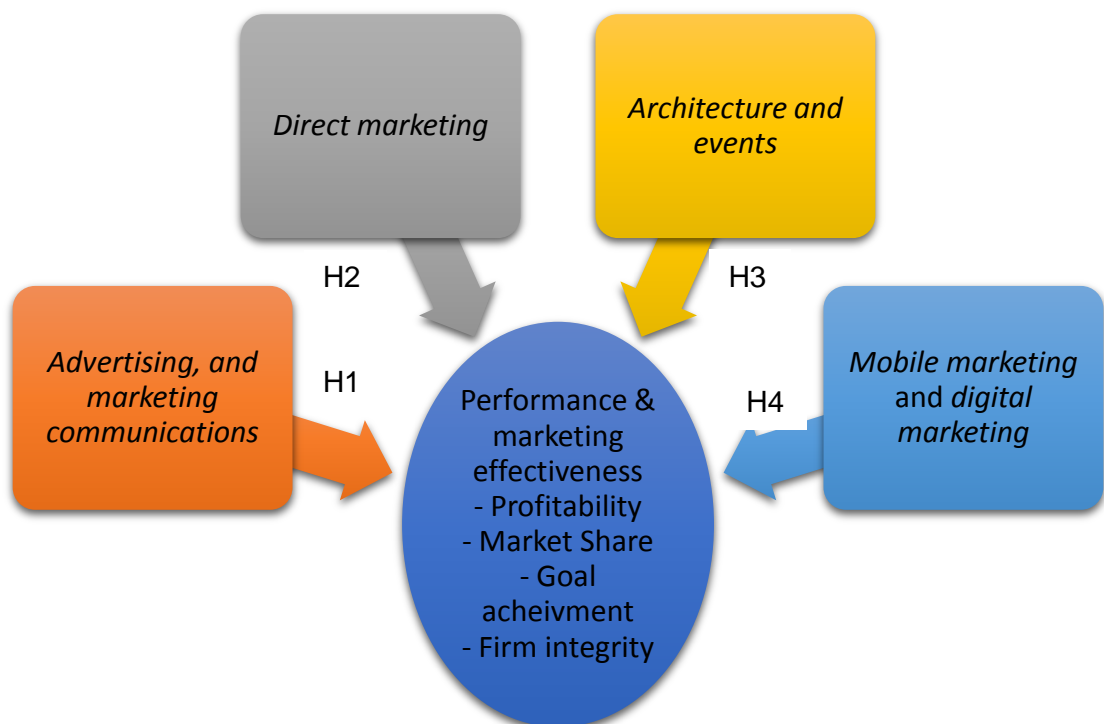 Direct marketing
Architecture and
events
H2
H3
Advertising, and
marketing
communications
H1
Performance &
marketing
effectiveness
- Profitability
- Market Share
- Goal
acheivment
- Firm integrity
H4
Mobile marketing
and digital
marketing